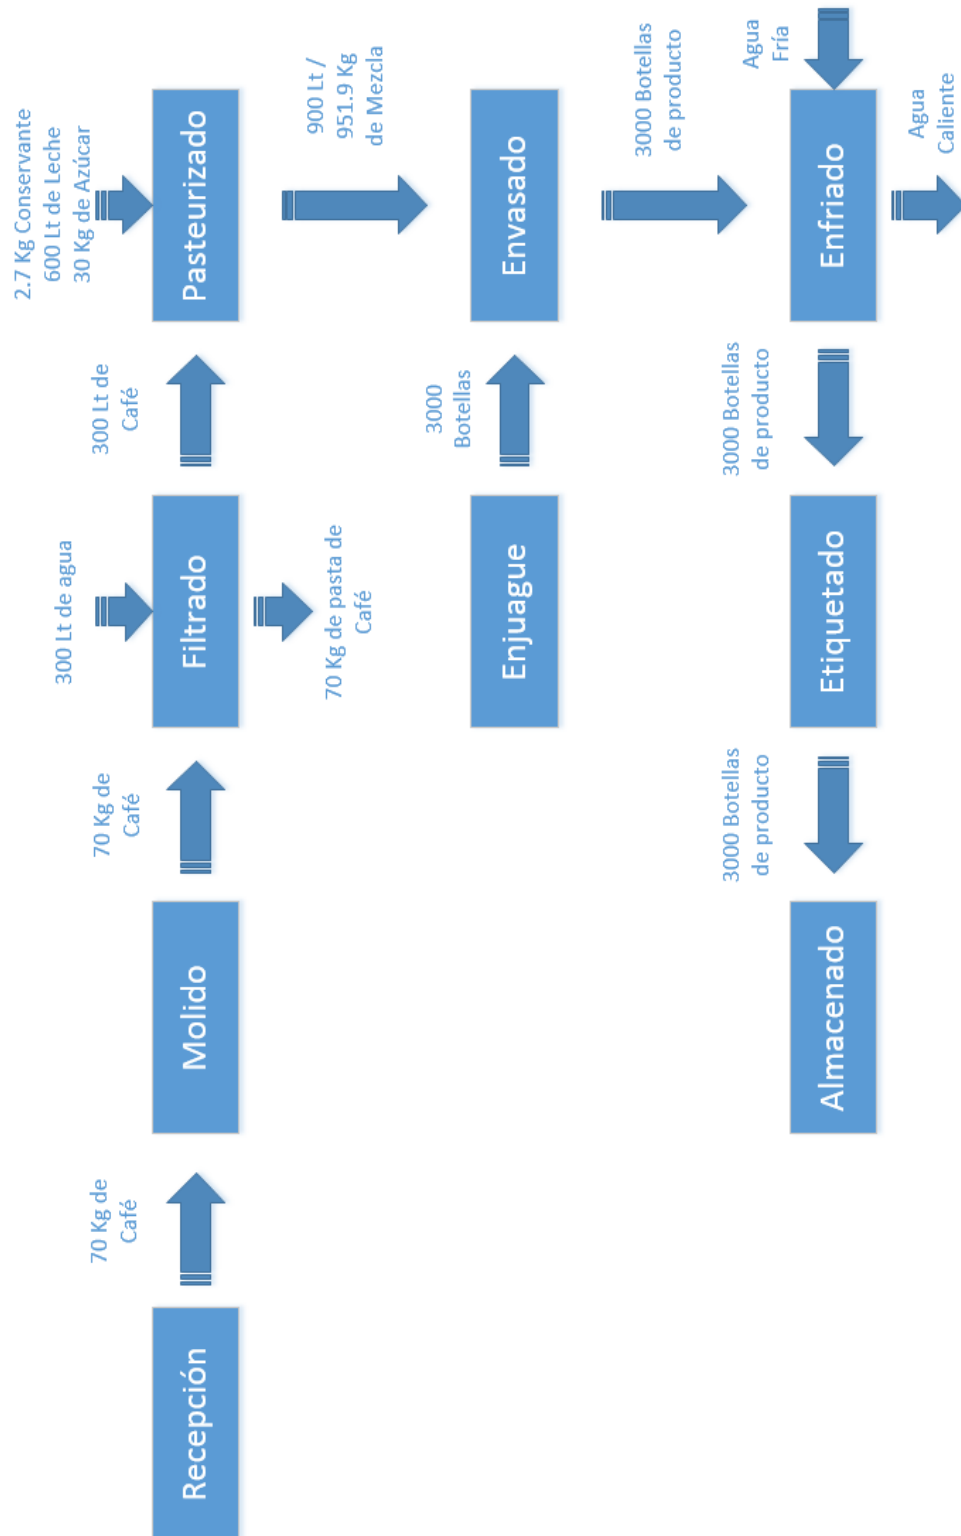 Recepción
70 Kg de
Café
Molido
70 Kg de
Café
300 Lt de agua
Filtrado
70 Kg de pasta de
Café
300 Lt de
Café
2.7 Kg Conservante
600 Lt de Leche
30 Kg de Azúcar
Pasteurizado
900 Lt /
951.9 Kg
de Mezcla
Enjuague
3000
Botellas
Envasado
3000 Botellas
de producto
Agua
Fría
Enfriado
Agua
Caliente
3000 Botellas
de producto
Etiquetado
3000 Botellas
de producto
Almacenado